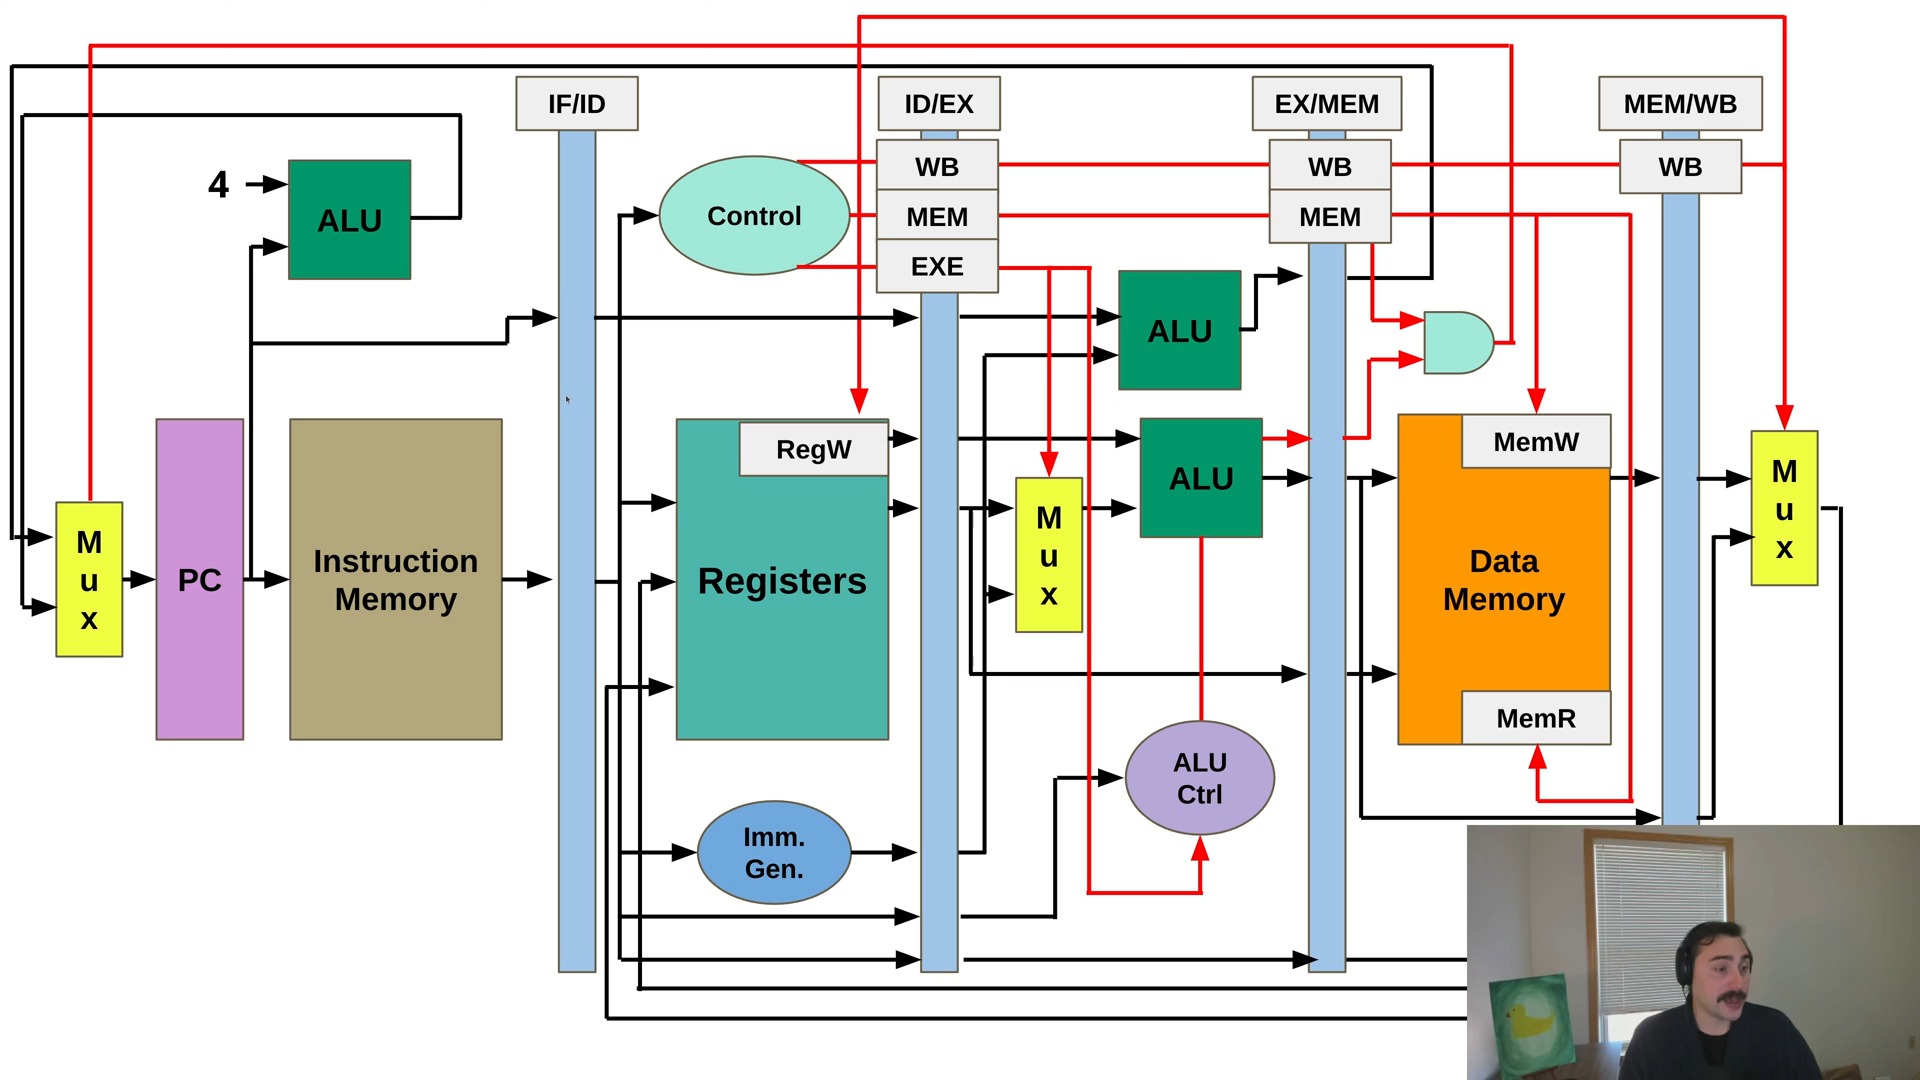 IF/ID
ID/EX
EX/MEM
MEM/WB
WB
WB
WB
4
ALU
Control
MEM
MEM
EXE
ALU
RegW
MemW
ALU
M
u
x
PC
Instruction
Memory
Registers
M
u
x
Data
Memory
M
u
x
MemR
ALU
Ctrl
Imm.
Gen.